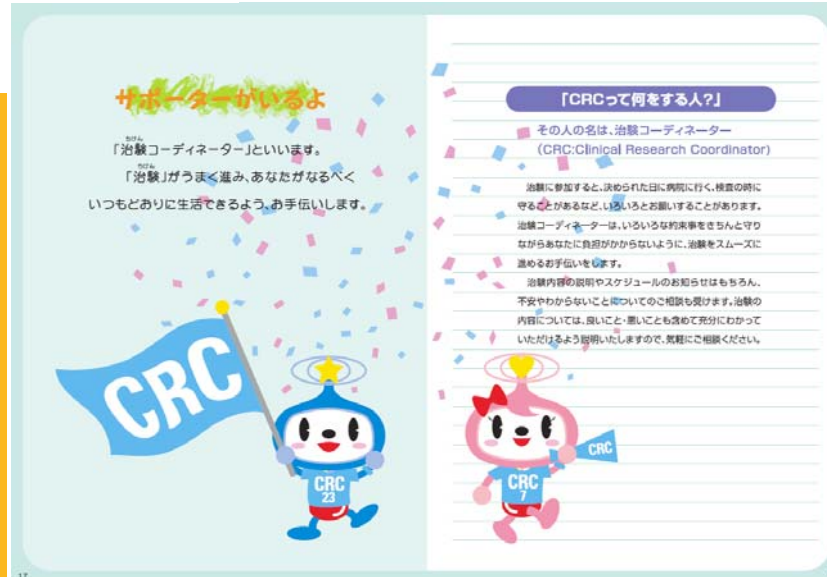 サポーターがいるよ
「治験コーディネーター」といいます。
「治験」がうまく進み、あなたがなるべく
いつもどおりに生活できるよう、お手伝いします。
CRC
CRC
23
17
「CRCって何をする人?」
その人の名は、治験コーディネーター
(CRC:Clinical Research Coordinator)
治験に参加すると、決められた日に病院に行く、検査の時に
守ることがあるなど、いろいろとお願いすることがあります。
治験コーディネーターは、いろいろな約束事をきちんと守り
ながらあなたに負担がかからないように、治験をスムーズに
進めるお手伝いをします。
治験内容の説明やスケジュールのお知らせはもちろん、
不安やわからないことについてのご相談も受けます。治験の
内容については、良いこと・悪いことも含めて充分にわかって
いただけるよう説明いたしますので、気軽にご相談ください。
CRC
CRC
7